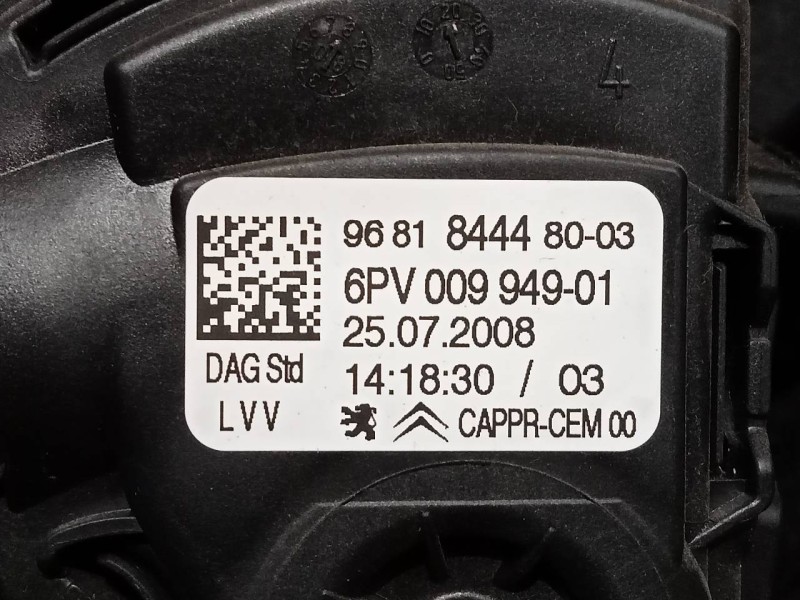 4
96 81 8444 80-03
6PV 009 949-01
25.07.2008
DAG Std
14:18:30 / 03
LVV
CAPPR-CEM 00